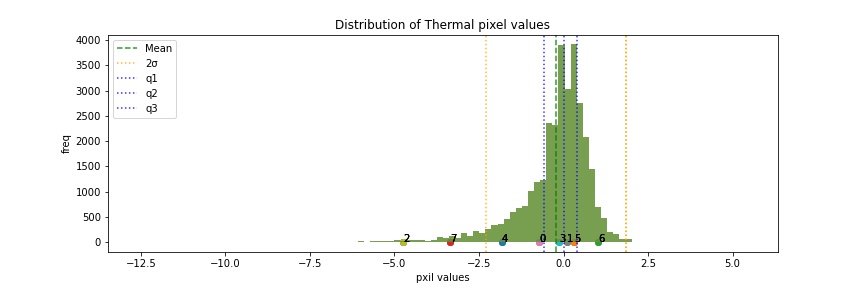 Distribution of Thermal pixel values
Mean
2σ
q1
q2
q3
freq
4000
3500
3000
2500
2000
1500
1000
500
0
2 7 4 0 3 1 5 6
−12.5 −10.0 −7.5 −5.0 −2.5 0.0 2.5 5.0
pxil values